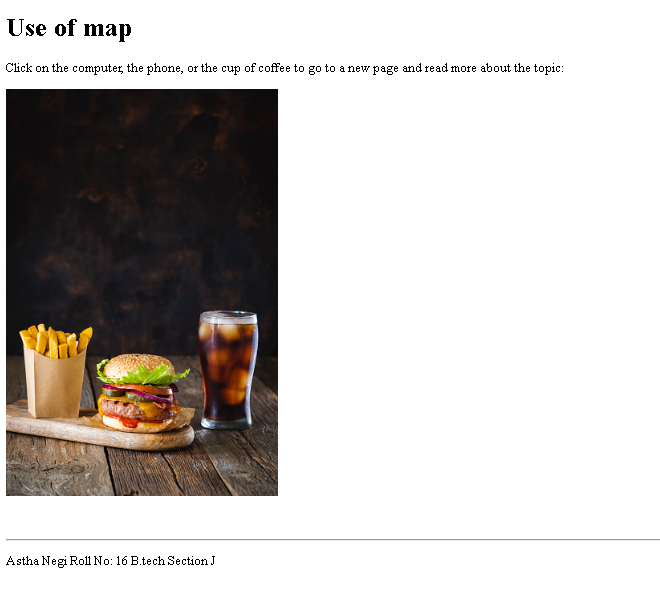 Use of map
Click on the computer, the phone, or the cup of coffee to go to a new page and read more about the topic:
Astha Negi Roll No: 16 B.tech Section J